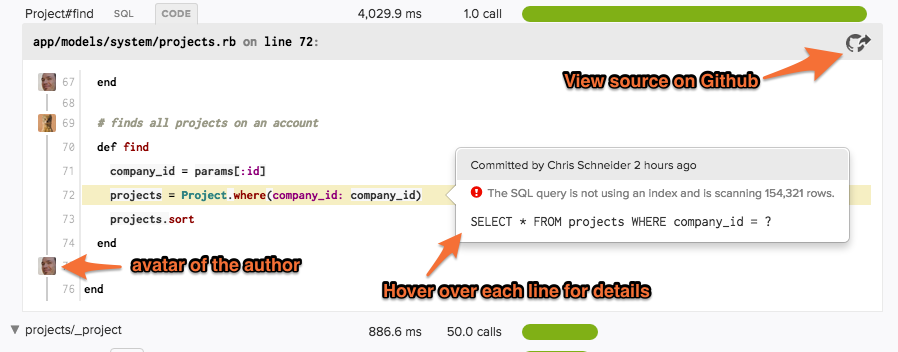 Project#find SQL CODE 4,029.9 ms 1.0 call
app/models/system/projects.rb on line 72:
View source on Github
67 end
68
69 # finds all projects on an account
70 def find
71 company_id = params[:id]
72 projects = Project.where(company_id: company_id)
73 projects.sort
74 end
Committed by Chris Schneider 2 hours ago
The SQL query is not using an index and is scanning 154,321 rows.
SELECT * FROM projects WHERE company_id = ?
avatar of the author
76 end
Hover over each line for details
projects/_project 886.6 ms 50.0 calls